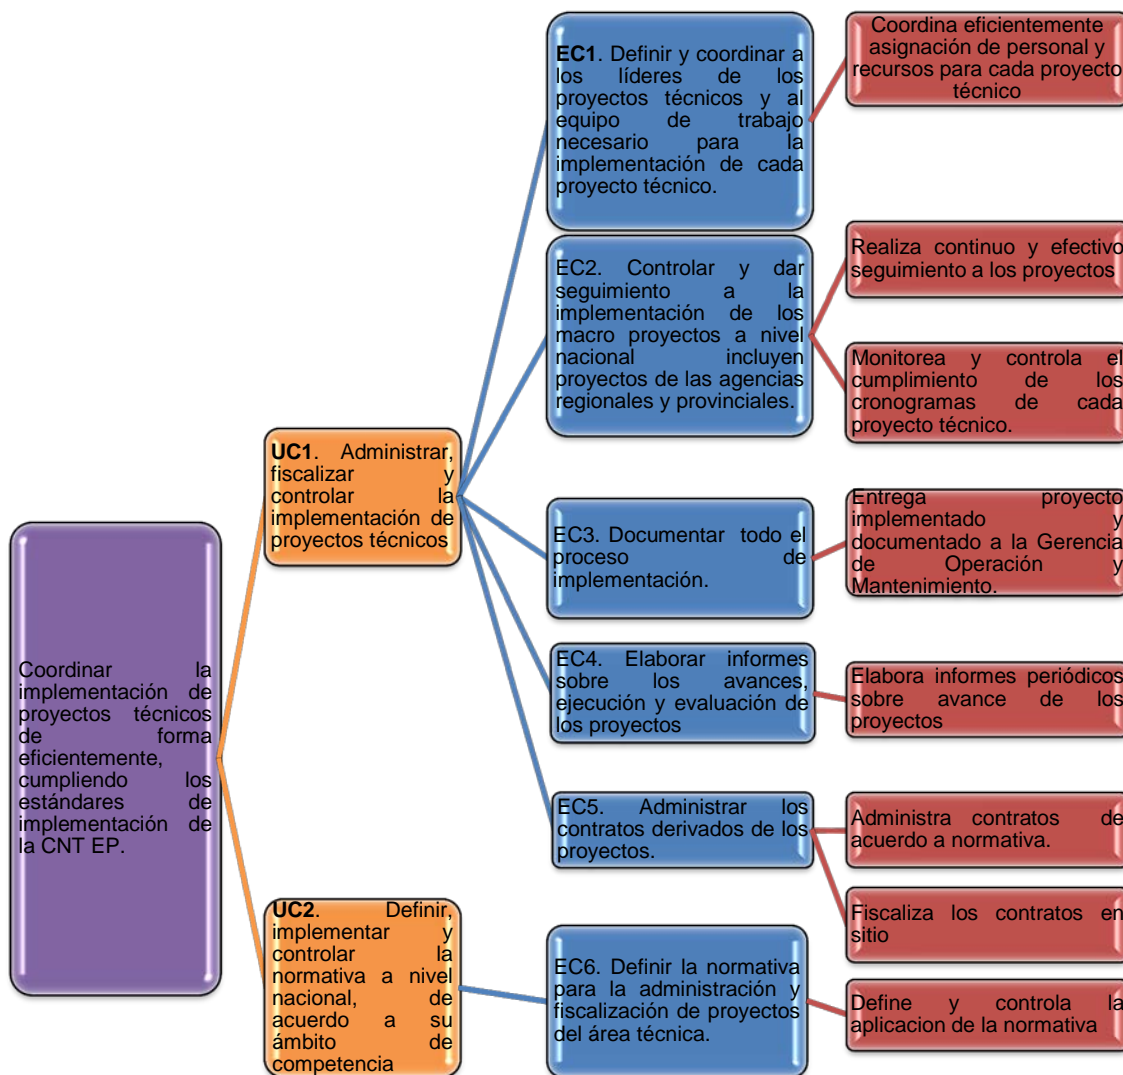 Coordinar la
implementación de
proyectos técnicos
de forma
eficientemente,
cumpliendo los
estándares de
implementación de
la CNT EP.
UC1. Administrar,
fiscalizar y
controlar la
implementación de
proyectos técnicos
EC1. Definir y coordinar a
los líderes de los
proyectos técnicos y al
equipo de trabajo
necesario para la
implementación de cada
proyecto técnico.
Coordina eficientemente
asignación de personal y
recursos para cada proyecto
técnico
EC2. Controlar y dar
seguimiento a la
implementación de los
macro proyectos a nivel
nacional incluyen
proyectos de las agencias
regionales y provinciales.
Realiza continuo y efectivo
seguimiento a los proyectos
Monitorea y controla el
cumplimiento de los
cronogramas de cada
proyecto técnico.
EC3. Documentar todo el
proceso de
implementación.
Entrega proyecto
implementado y
documentado a la Gerencia
de Operación y
Mantenimiento.
EC4. Elaborar informes
sobre los avances,
ejecución y evaluación de
los proyectos
Elabora informes periódicos
sobre avance de los
proyectos
EC5. Administrar los
contratos derivados de los
proyectos.
Administra contratos de
acuerdo a normativa.
Fiscaliza los contratos en
sitio
UC2. Definir,
implementar y
controlar la
normativa a nivel
nacional, de
acuerdo a su
ámbito de
competencia
EC6. Definir la normativa
para la administración y
fiscalización de proyectos
del área técnica.
Define y controla la
aplicacion de la normativa